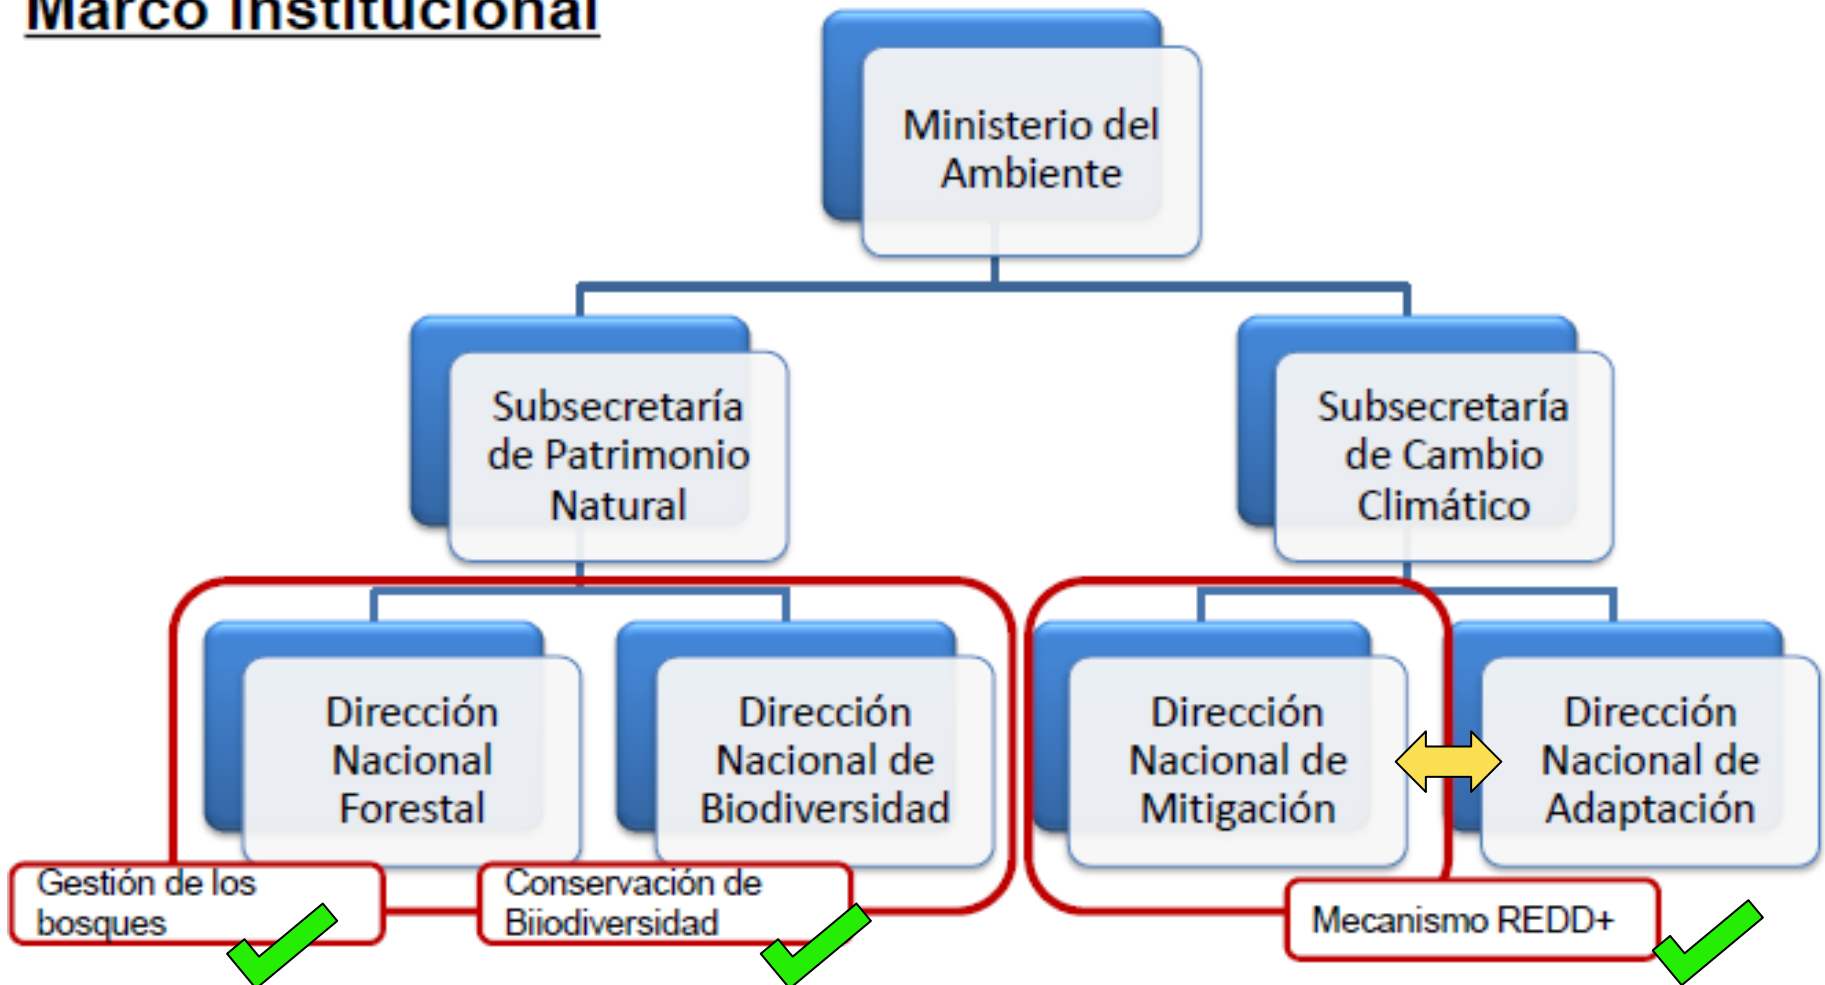 Marco Institucional
Ministerio del
Ambiente
Subsecretaría
de Patrimonio
Natural
Subsecretaría
de Cambio
Climático
Dirección
Nacional
Forestal
Dirección
Nacional de
Biodiversidad
Dirección
Nacional de
Mitigación
Dirección
Nacional de
Adaptación
Gestión de los
bosques
Conservación de
Biiodiversidad
Mecanismo REDD+